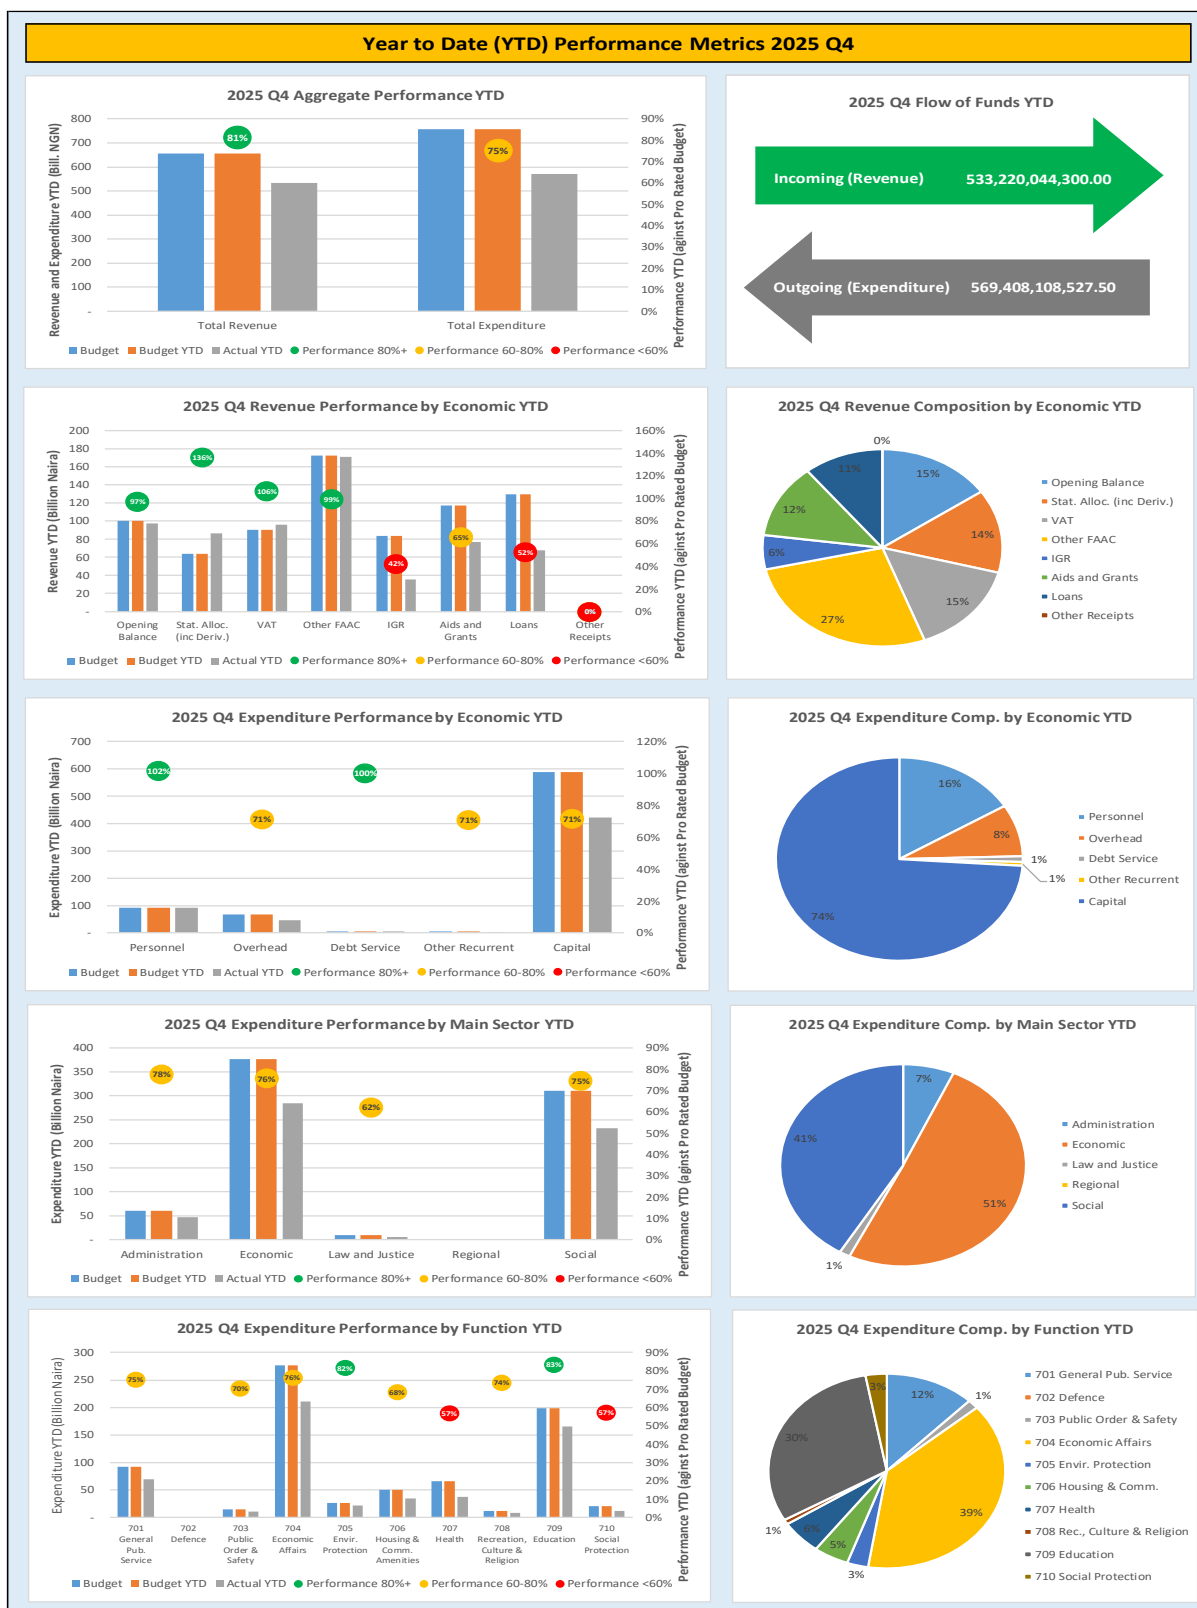 Year to Date (YTD) Performance Metrics 2025 Q4
2025 Q4 Aggregate Performance YTD
Revenue and Expenditure YTD (Bill. NGN)
800
700
600
500
400
300
200
100
-
81%
75%
90%
80%
70%
60%
50%
40%
30%
20%
10%
0%
Performance YTD (aginst Pro Rated Budget)
Total Revenue
Total Expenditure
Budget
Budget YTD
Actual YTD
Performance 80%+
Performance 60-80%
Performance <60%
2025 Q4 Flow of Funds YTD
Incoming (Revenue) 533,220,044,300.00
Outgoing (Expenditure) 569,408,108,527.50
2025 Q4 Revenue Performance by Economic YTD
Revenue YTD (Billion Naira)
200
180
160
140
120
100
80
60
40
20
-
97%
136%
106%
99%
42%
65%
52%
0%
160%
140%
120%
100%
80%
60%
40%
20%
0%
Performance YTD (aginst Pro Rated Budget)
Opening
Balance
Stat. Alloc.
(inc Deriv.)
VAT
Other FAAC
IGR
Aids and
Grants
Loans
Other
Receipts
Budget
Budget YTD
Actual YTD
Performance 80%+
Performance 60-80%
Performance <60%
2025 Q4 Revenue Composition by Economic YTD
0%
15%
14%
15%
27%
6%
12%
11%
Opening Balance
Stat. Alloc. (inc Deriv.)
VAT
Other FAAC
IGR
Aids and Grants
Loans
Other Receipts
2025 Q4 Expenditure Performance by Economic YTD
Expenditure YTD (Billion Naira)
700
600
500
400
300
200
100
-
102%
71%
100%
71%
71%
120%
100%
80%
60%
40%
20%
0%
Performance YTD (aginst Pro Rated Budget)
Personnel
Overhead
Debt Service
Other Recurrent
Capital
Budget
Budget YTD
Actual YTD
Performance 80%+
Performance 60-80%
Performance <60%
2025 Q4 Expenditure Comp. by Economic YTD
16%
8%
1%
1%
74%
Personnel
Overhead
Debt Service
Other Recurrent
Capital
2025 Q4 Expenditure Performance by Main Sector YTD
Expenditure YTD (Billion Naira)
400
350
300
250
200
150
100
50
-
78%
76%
62%
75%
90%
80%
70%
60%
50%
40%
30%
20%
10%
0%
Performance YTD (aginst Pro Rated Budget)
Administration
Economic
Law and Justice
Regional
Social
Budget
Budget YTD
Actual YTD
Performance 80%+
Performance 60-80%
Performance <60%
2025 Q4 Expenditure Comp. by Main Sector YTD
7%
51%
1%
41%
Administration
Economic
Law and Justice
Regional
Social
2025 Q4 Expenditure Performance by Function YTD
Expenditure YTD (Billion Naira)
300
250
200
150
100
50
-
75%
70%
76%
82%
68%
57%
74%
83%
57%
90%
80%
70%
60%
50%
40%
30%
20%
10%
0%
Performance YTD (aginst Pro Rated Budget)
701
General
Pub.
Service
702
Defence
703
Public
Order &
Safety
704
Economic
Affairs
705
Envir.
Protection
706
Housing &
Comm.
Amenities
707
Health
708
Recreation,
Culture &
Religion
709
Education
710
Social
Protection
Budget
Budget YTD
Actual YTD
Performance 80%+
Performance 60-80%
Performance <60%
2025 Q4 Expenditure Comp. by Function YTD
12%
1%
39%
3%
5%
6%
1%
30%
3%
701 General Pub. Service
702 Defence
703 Public Order & Safety
704 Economic Affairs
705 Envir. Protection
706 Housing & Comm.
707 Health
708 Rec., Culture & Religion
709 Education
710 Social Protection